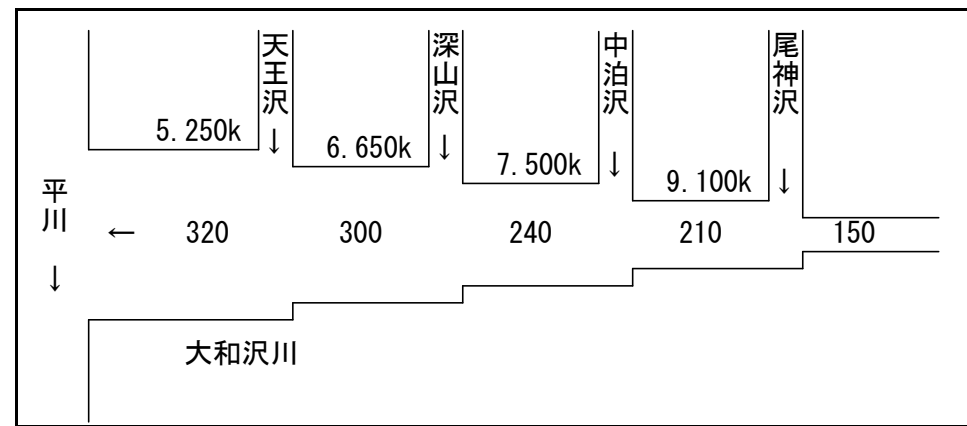 天王沢
↓
深山沢
↓
中泊沢
↓
尾神沢
↓
5.250k
6.650k
7.500k
9.100k
平川
↓
← 320 300 240 210 150
大和沢川